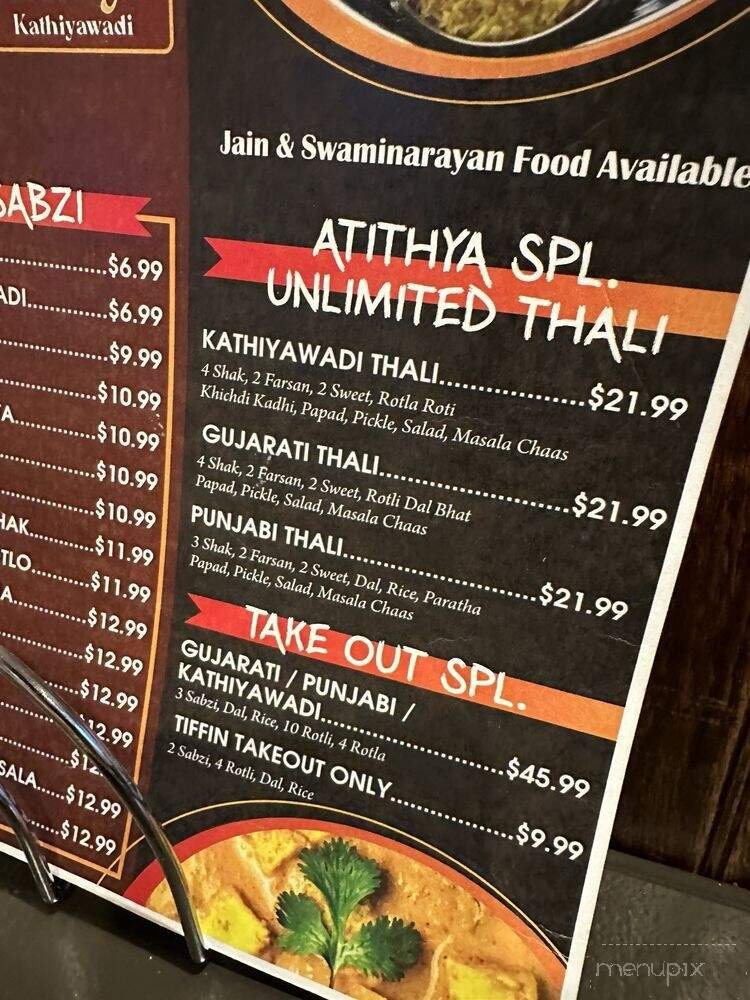 Kathiyawadi
SABZI
$6.99
ADI $6.99
$9.99
$10.99
A $10.99
$10.99
$10.99
HAK $11.99
TLO $11.99
A $12.99
$12.99
$12.99
$12.99
SALA $12.99
$12.99
Jain & Swaminarayan Food Available
ATITHYA SPL.
UNLIMITED THALI
KATHIYAWADI THALI $21.99
4 Shak, 2 Farsan, 2 Sweet, Rotla Roti
Khichdi Kadhi, Papad, Pickle, Salad, Masala Chaas
GUJARATI THALI $21.99
4 Shak, 2 Farsan, 2 Sweet, Rotli Dal Bhat
Papad, Pickle, Salad, Masala Chaas
PUNJABI THALI $21.99
3 Shak, 2 Farsan, 2 Sweet, Dal, Rice, Paratha
Papad, Pickle, Salad, Masala Chaas
TAKE OUT SPL.
GUJARATI / PUNJABI /
KATHIYAWADI $45.99
3 Sabzi, Dal, Rice, 10 Rotli, 4 Rotla
TIFFIN TAKEOUT ONLY $9.99
2 Sabzi, 4 Rotli, Dal, Rice
menupix